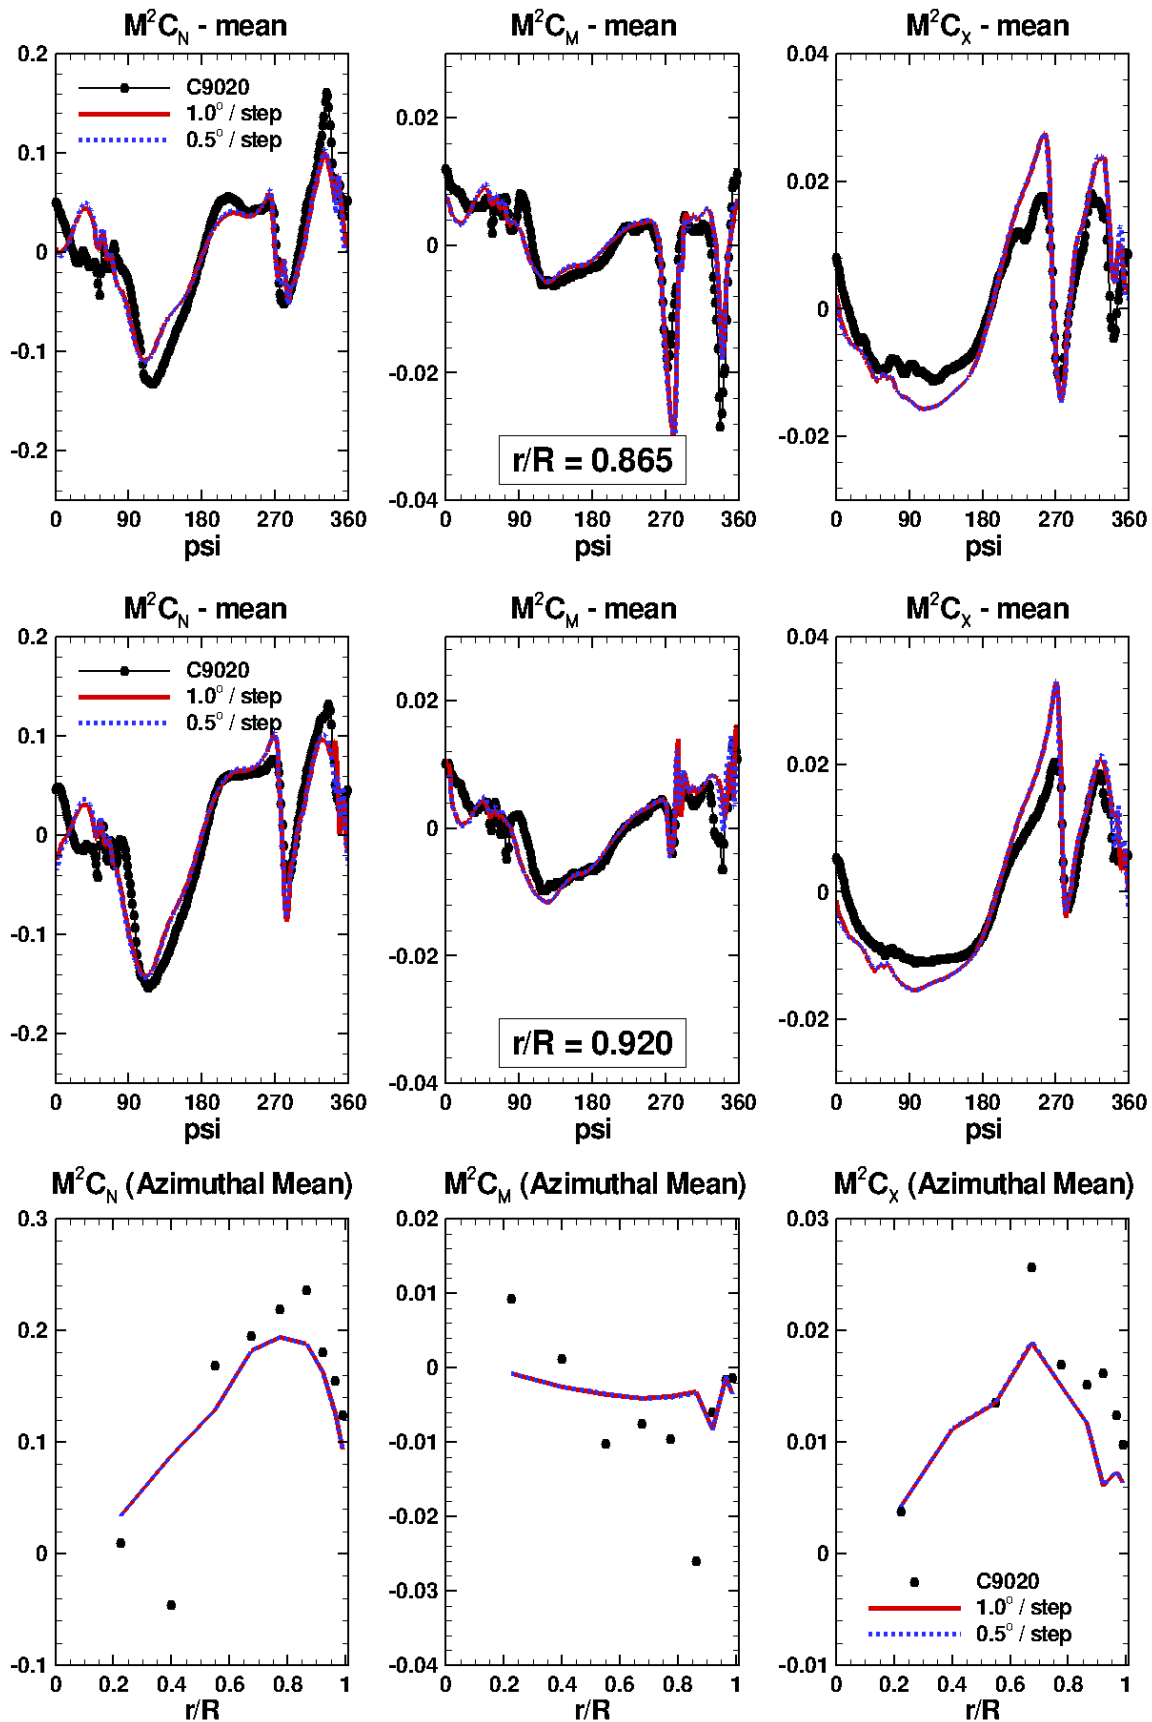 M²C_N - mean
M²C_M - mean
M²C_X - mean
0.2
0.1
0
-0.1
-0.2
C9020
1.0° / step
0.5° / step
0 90 180 270 360
psi
0.02
0
-0.02
-0.04
r/R = 0.865
0 90 180 270 360
psi
0.04
0.02
0
-0.02
0 90 180 270 360
psi
M²C_N - mean
M²C_M - mean
M²C_X - mean
0.2
0.1
0
-0.1
-0.2
C9020
1.0° / step
0.5° / step
0 90 180 270 360
psi
0.02
0
-0.02
-0.04
r/R = 0.920
0 90 180 270 360
psi
0.04
0.02
0
-0.02
0 90 180 270 360
psi
M²C_N (Azimuthal Mean)
M²C_M (Azimuthal Mean)
M²C_X (Azimuthal Mean)
0.3
0.2
0.1
0
-0.1
0 0.2 0.4 0.6 0.8 1
r/R
0.02
0.01
0
-0.01
-0.02
-0.03
-0.04
0 0.2 0.4 0.6 0.8 1
r/R
0.03
0.02
0.01
0
-0.01
C9020
1.0° / step
0.5° / step
0 0.2 0.4 0.6 0.8 1
r/R